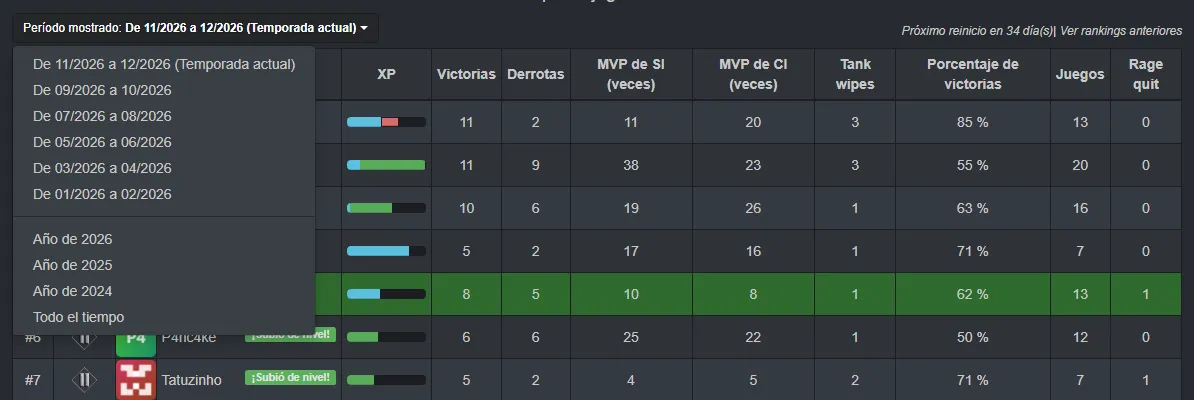 Período mostrado: De 11/2026 a 12/2026 (Temporada actual)
Próximo reinicio en 34 día(s)| Ver rankings anteriores
De 11/2026 a 12/2026 (Temporada actual)
De 09/2026 a 10/2026
De 07/2026 a 08/2026
De 05/2026 a 06/2026
De 03/2026 a 04/2026
De 01/2026 a 02/2026
Año de 2026
Año de 2025
Año de 2024
Todo el tiempo
XP Victorias Derrotas MVP de SI (veces) MVP de CI (veces) Tank wipes Porcentaje de victorias Juegos Rage quit
11 2 11 20 3 85 % 13 0
11 9 38 23 3 55 % 20 0
10 6 19 26 1 63 % 16 0
5 2 17 16 1 71 % 7 0
8 5 10 8 1 62 % 13 1
#6 P4 P4nc4ke ¡Subió de nivel! 6 6 25 22 1 50 % 12 0
#7 Tatuzinho ¡Subió de nivel! 5 2 4 5 2 71 % 7 1